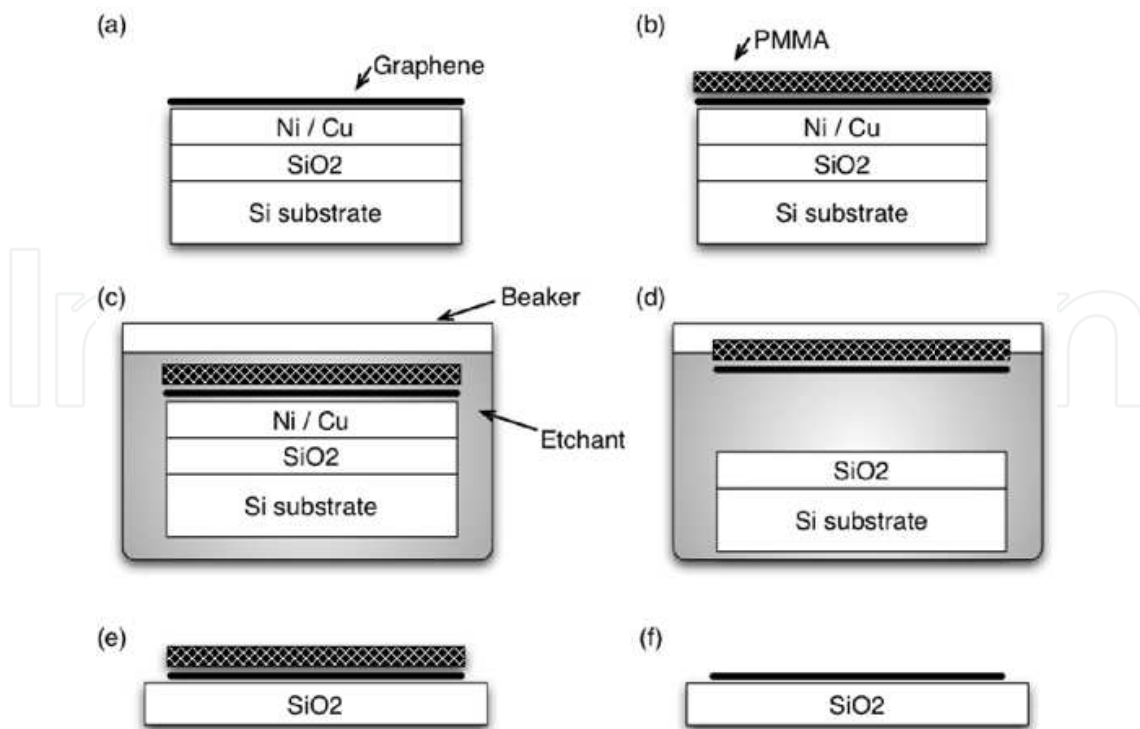 (a)
Graphene
Ni / Cu
SiO2
Si substrate
(b)
PMMA
Ni / Cu
SiO2
Si substrate
(c)
Beaker
Ni / Cu
SiO2
Si substrate
Etchant
(d)
SiO2
Si substrate
(e)
SiO2
(f)
SiO2